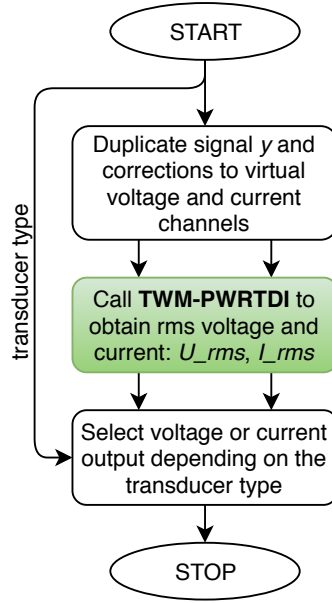 START
transducer type
Duplicate signal y and
corrections to virtual
voltage and current
channels
Call TWM-PWRTDI to
obtain rms voltage and
current: U_rms, I_rms
Select voltage or current
output depending on the
transducer type
STOP